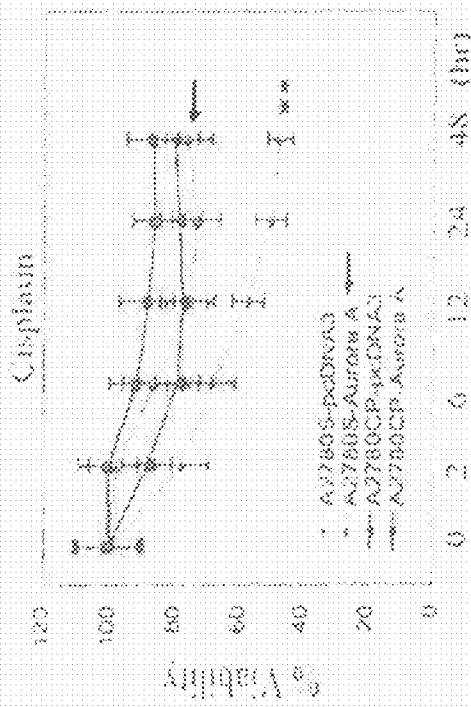 Cisplatin
120
100
80
60
40
20
0
% Viability
A2780S-pcDNA3
A2780S-Aurora A
A2780CP-pcDNA3
A2780CP-Aurora A
**
0 2 6 12 24 48 (hr)